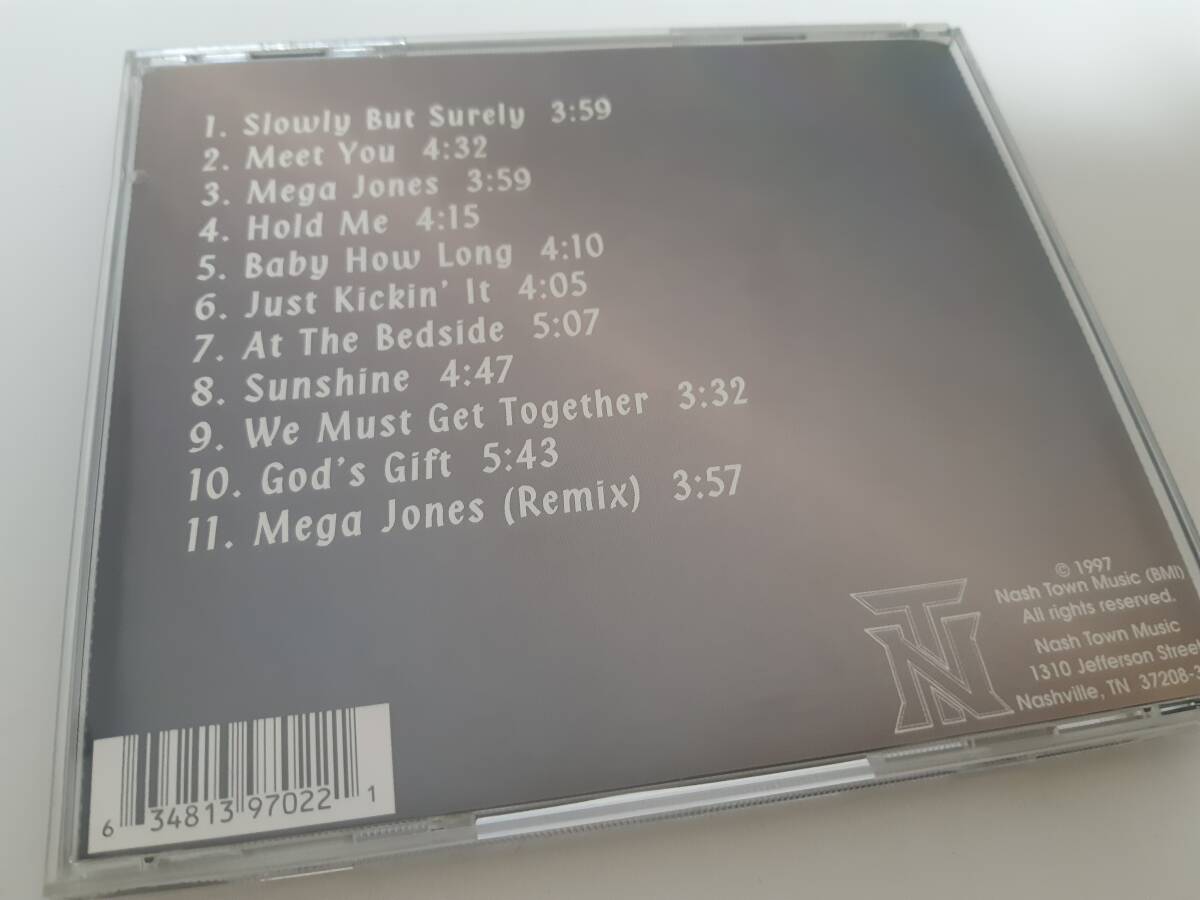 1. Slowly But Surely 3:59
2. Meet You 4:32
3. Mega Jones 3:59
4. Hold Me 4:15
5. Baby How Long 4:10
6. Just Kickin' It 4:05
7. At The Bedside 5:07
8. Sunshine 4:47
9. We Must Get Together 3:32
10. God's Gift 5:43
11. Mega Jones (Remix) 3:57
© 1997
Nash Town Music (BMI)
All rights reserved.
Nash Town Music
1310 Jefferson Street
Nashville, TN 37208-
TN
6 34813 97022 1